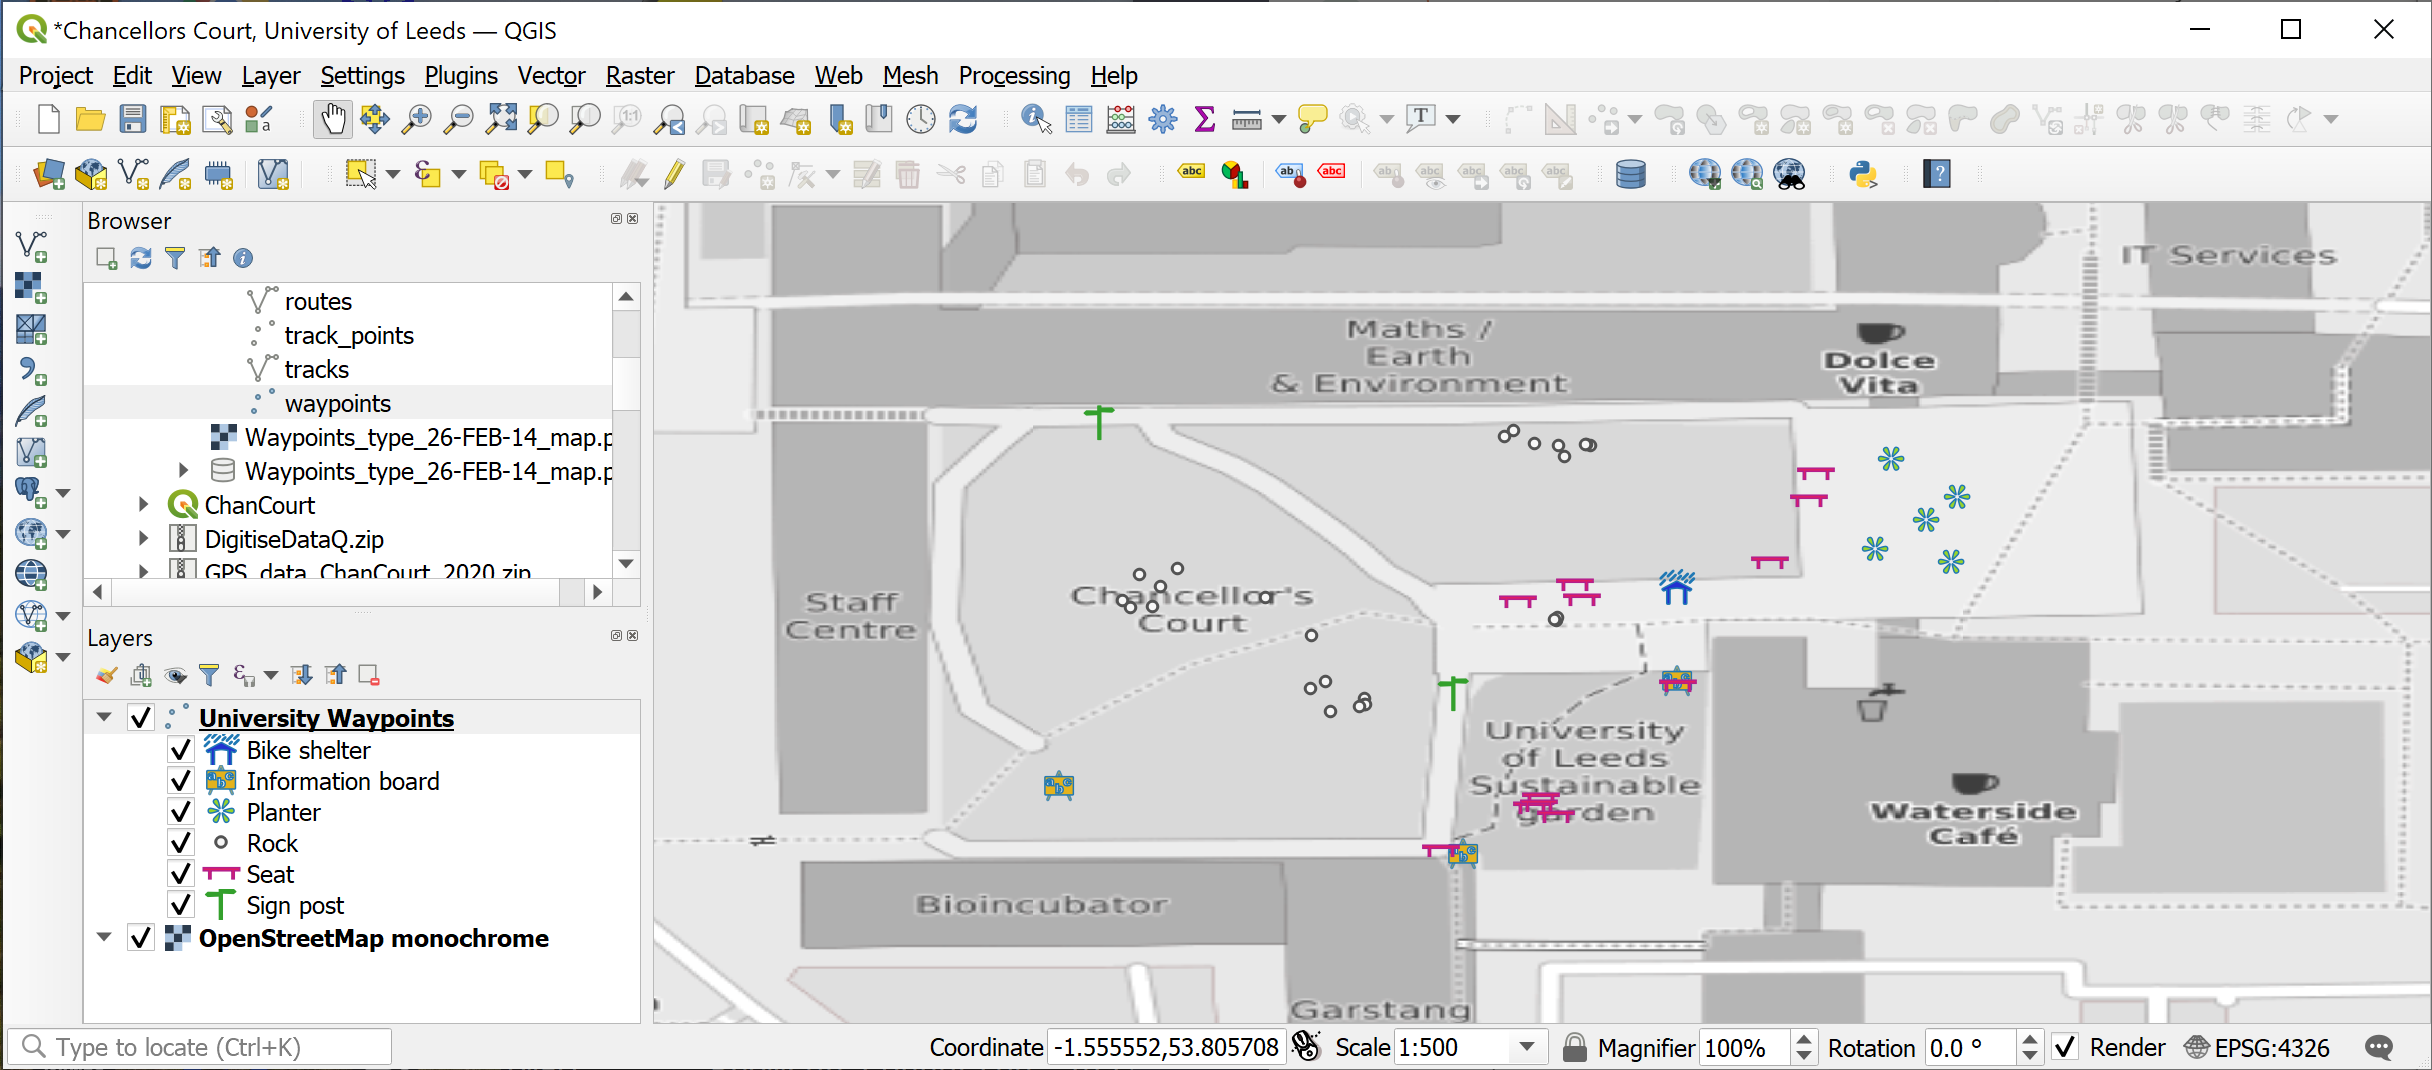 *Chancellors Court, University of Leeds — QGIS
Project Edit View Layer Settings Plugins Vector Raster Database Web Mesh Processing Help
Browser
routes
track_points
tracks
waypoints
Waypoints_type_26-FEB-14_map.p
Waypoints_type_26-FEB-14_map.p
ChanCourt
DigitiseDataQ.zip
GPS_data_ChanCourt_2020.zip
Layers
University Waypoints
Bike shelter
Information board
Planter
Rock
Seat
Sign post
OpenStreetMap monochrome
IT Services
Maths /
Earth
& Environment
Dolce
Vita
Staff
Centre
Chancellor's
Court
University
of Leeds
Sustainable
garden
Waterside
Café
Bioincubator
Garstang
Type to locate (Ctrl+K)
Coordinate -1.555552,53.805708 Scale 1:500 Magnifier 100% Rotation 0.0 ° Render EPSG:4326